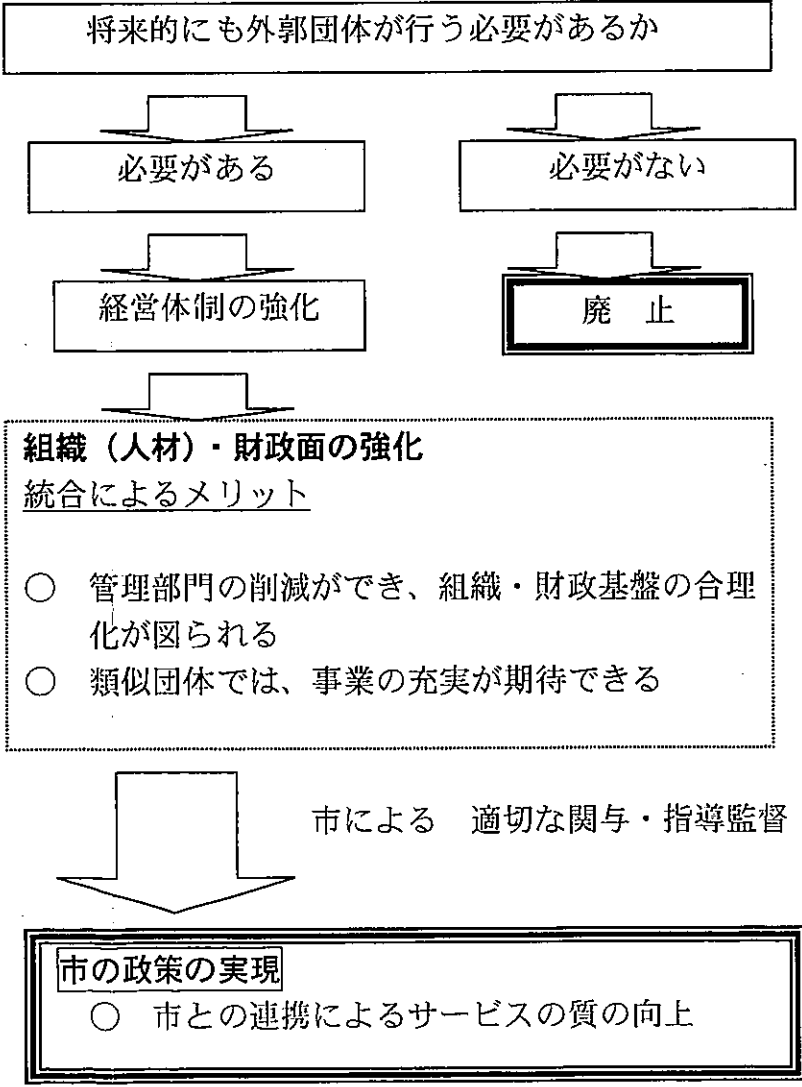 将来的にも外郭団体が行う必要があるか
必要がある
必要がない
経営体制の強化
廃　止
組織（人材）・財政面の強化
統合によるメリット
○　管理部門の削減ができ、組織・財政基盤の合理
化が図られる
○　類似団体では、事業の充実が期待できる
市による　適切な関与・指導監督
市の政策の実現
○　市との連携によるサービスの質の向上